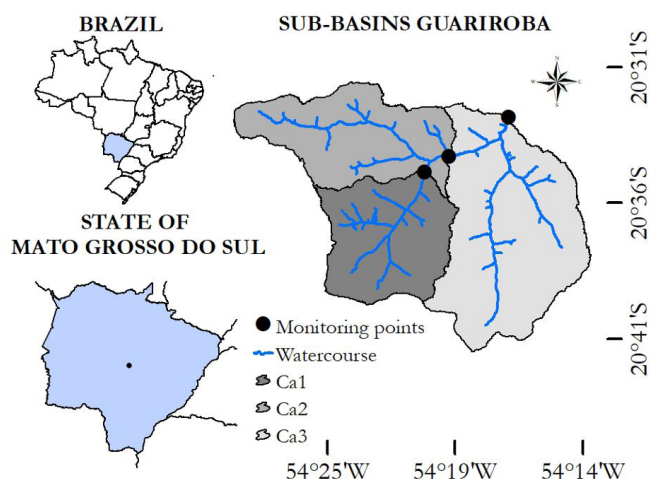 BRAZIL
SUB-BASINS GUARIROBA
N
W
E
S
20°31'S
20°36'S
20°41'S
STATE OF
MATO GROSSO DO SUL
Monitoring points
Watercourse
Ca1
Ca2
Ca3
54°25'W
54°19'W
54°14'W